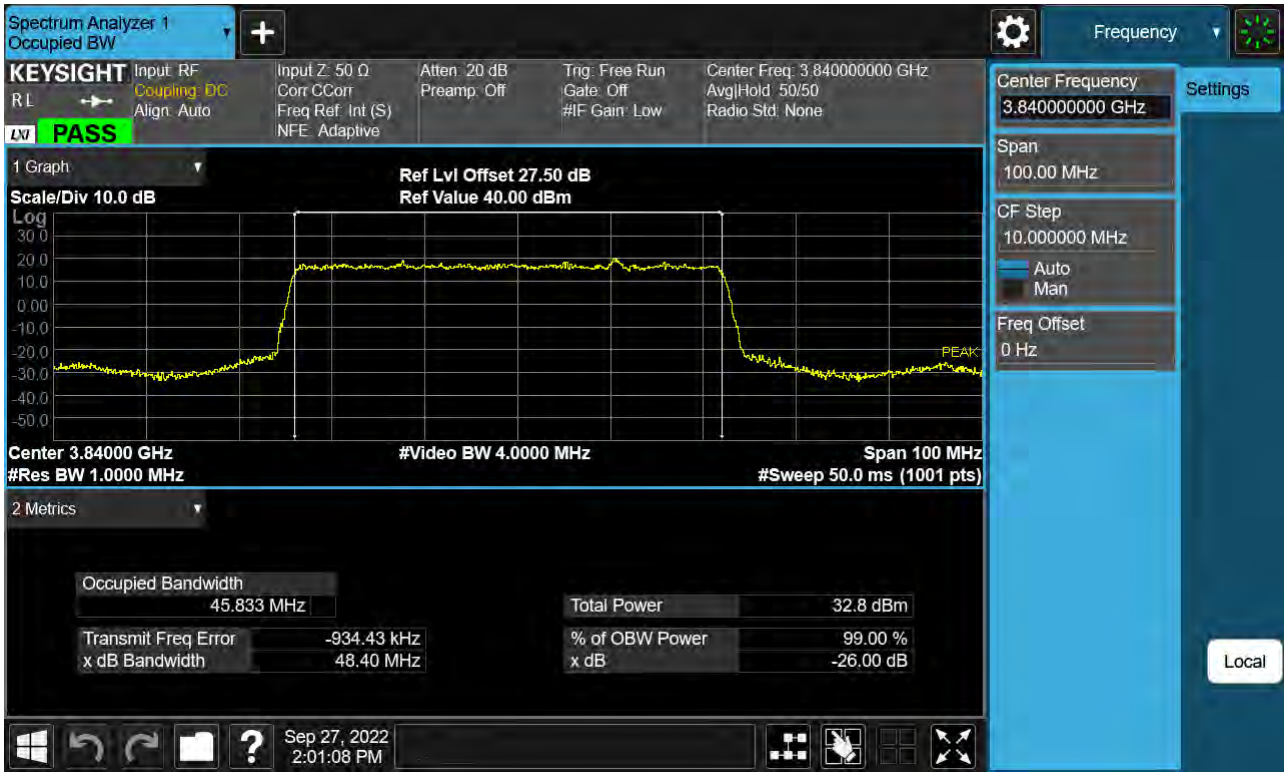 Spectrum Analyzer 1
Occupied BW
Frequency
KEYSIGHT
RL
LXI
PASS
Input: RF
Coupling: DC
Align: Auto
Input Z: 50 Ω
Corr CCorr
Freq Ref: Int (S)
NFE: Adaptive
Atten: 20 dB
Preamp: Off
Trig: Free Run
Gate: Off
#IF Gain: Low
Center Freq: 3.840000000 GHz
Avg|Hold: 50/50
Radio Std: None
Center Frequency
3.840000000 GHz
Span
100.00 MHz
CF Step
10.000000 MHz
Auto
Man
Freq Offset
0 Hz
Settings
Local
1 Graph
Scale/Div 10.0 dB
Ref Lvl Offset 27.50 dB
Ref Value 40.00 dBm
Log
30.0
20.0
10.0
0.00
-10.0
-20.0
-30.0
-40.0
-50.0
PEAK
Center 3.84000 GHz
#Video BW 4.0000 MHz
Span 100 MHz
#Res BW 1.0000 MHz
#Sweep 50.0 ms (1001 pts)
2 Metrics
Occupied Bandwidth
45.833 MHz
Total Power 32.8 dBm
Transmit Freq Error -934.43 kHz
% of OBW Power 99.00 %
x dB Bandwidth 48.40 MHz
x dB -26.00 dB
?
Sep 27, 2022
2:01:08 PM